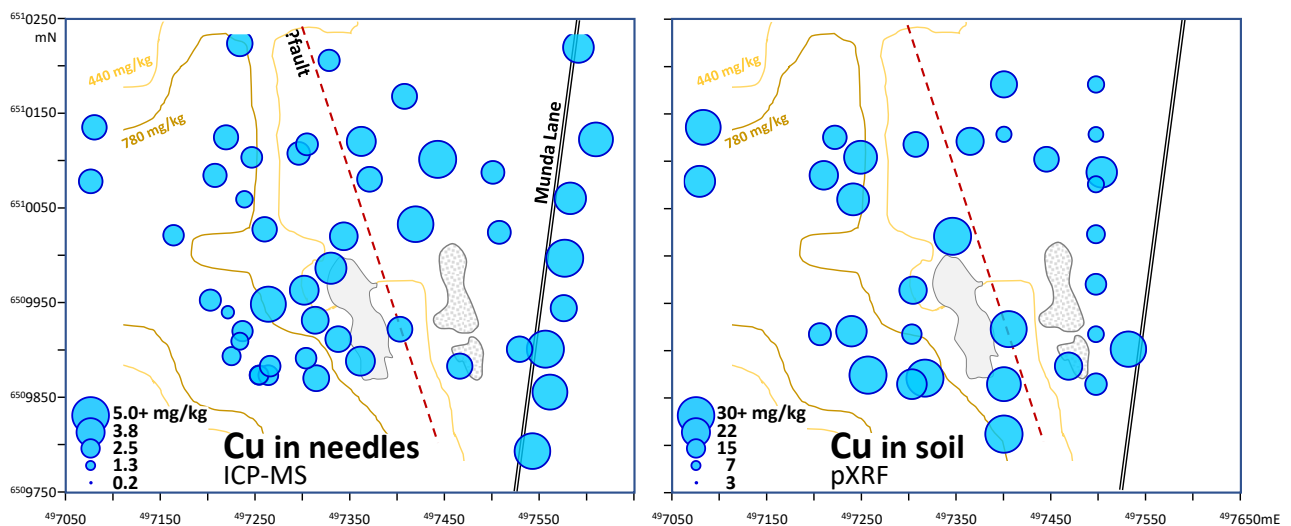 6510250
mN
6510150
6510050
6509950
6509850
6509750
440 mg/kg
780 mg/kg
?fault
Munda Lane
5.0+ mg/kg
3.8
2.5
1.3
0.2
Cu in needles
ICP-MS
497050
497150
497250
497350
497450
497550
440 mg/kg
780 mg/kg
30+ mg/kg
22
15
7
3
Cu in soil
pXRF
497050
497150
497250
497350
497450
497550
497650mE